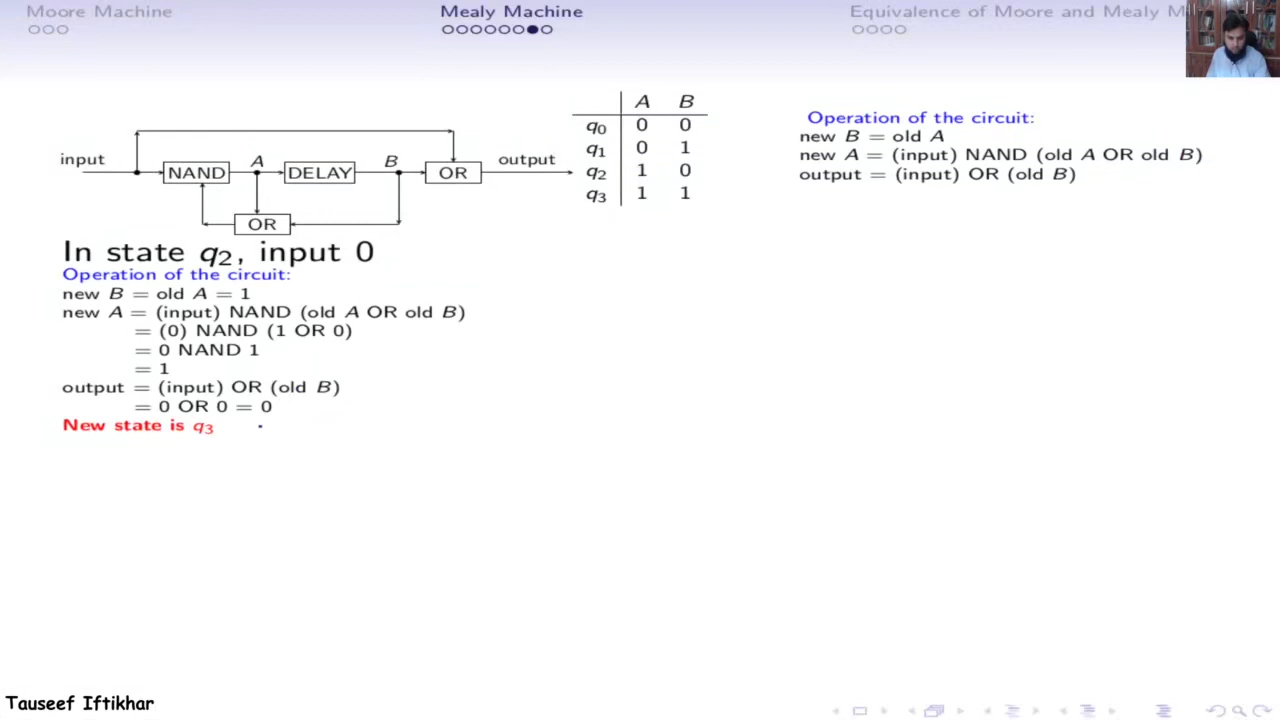 Moore Machine
Mealy Machine
Equivalence of Moore and Mealy
input
NAND
A
DELAY
B
OR
output
OR
A B
q0 0 0
q1 0 1
q2 1 0
q3 1 1
Operation of the circuit:
new B = old A
new A = (input) NAND (old A OR old B)
output = (input) OR (old B)
In state q2, input 0
Operation of the circuit:
new B = old A = 1
new A = (input) NAND (old A OR old B)
= (0) NAND (1 OR 0)
= 0 NAND 1
= 1
output = (input) OR (old B)
= 0 OR 0 = 0
New state is q3
Tauseef Iftikhar